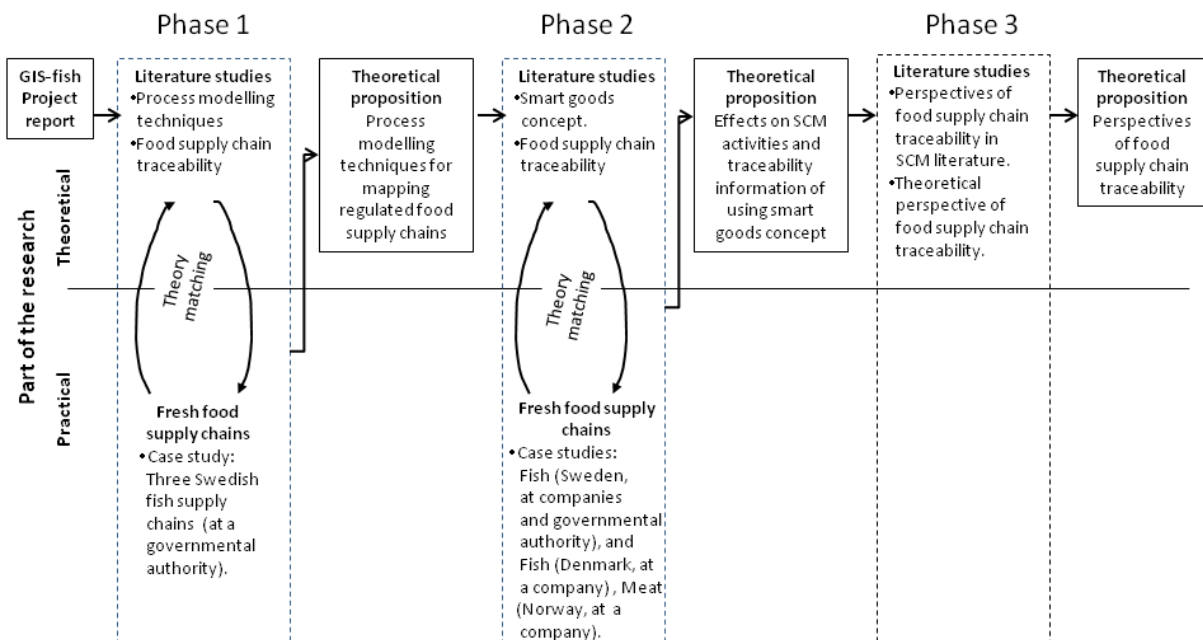 Phase 1
Phase 2
Phase 3
GIS-fish
Project
report
Literature studies
•Process modelling
techniques
•Food supply chain
traceability
Theoretical
proposition
Process
modelling
techniques for
mapping
regulated food
supply chains
Literature studies
•Smart goods
concept.
•Food supply chain
traceability
Theoretical
proposition
Effects on SCM
activities and
traceability
information of
using smart
goods concept
Literature studies
•Perspectives of
food supply chain
traceability in
SCM literature.
•Theoretical
perspective of
food supply chain
traceability.
Theoretical
proposition
Perspectives
of food
supply chain
traceability
Part of the research
Theoretical
Practical
Theory
matching
Theory
matching
Fresh food
supply chains
•Case study:
Three Swedish
fish supply
chains (at a
governmental
authority).
Fresh food supply
chains
•Case studies:
Fish (Sweden,
at companies
and governmental
authority), and
Fish (Denmark, at
a company) , Meat
(Norway, at a
company).